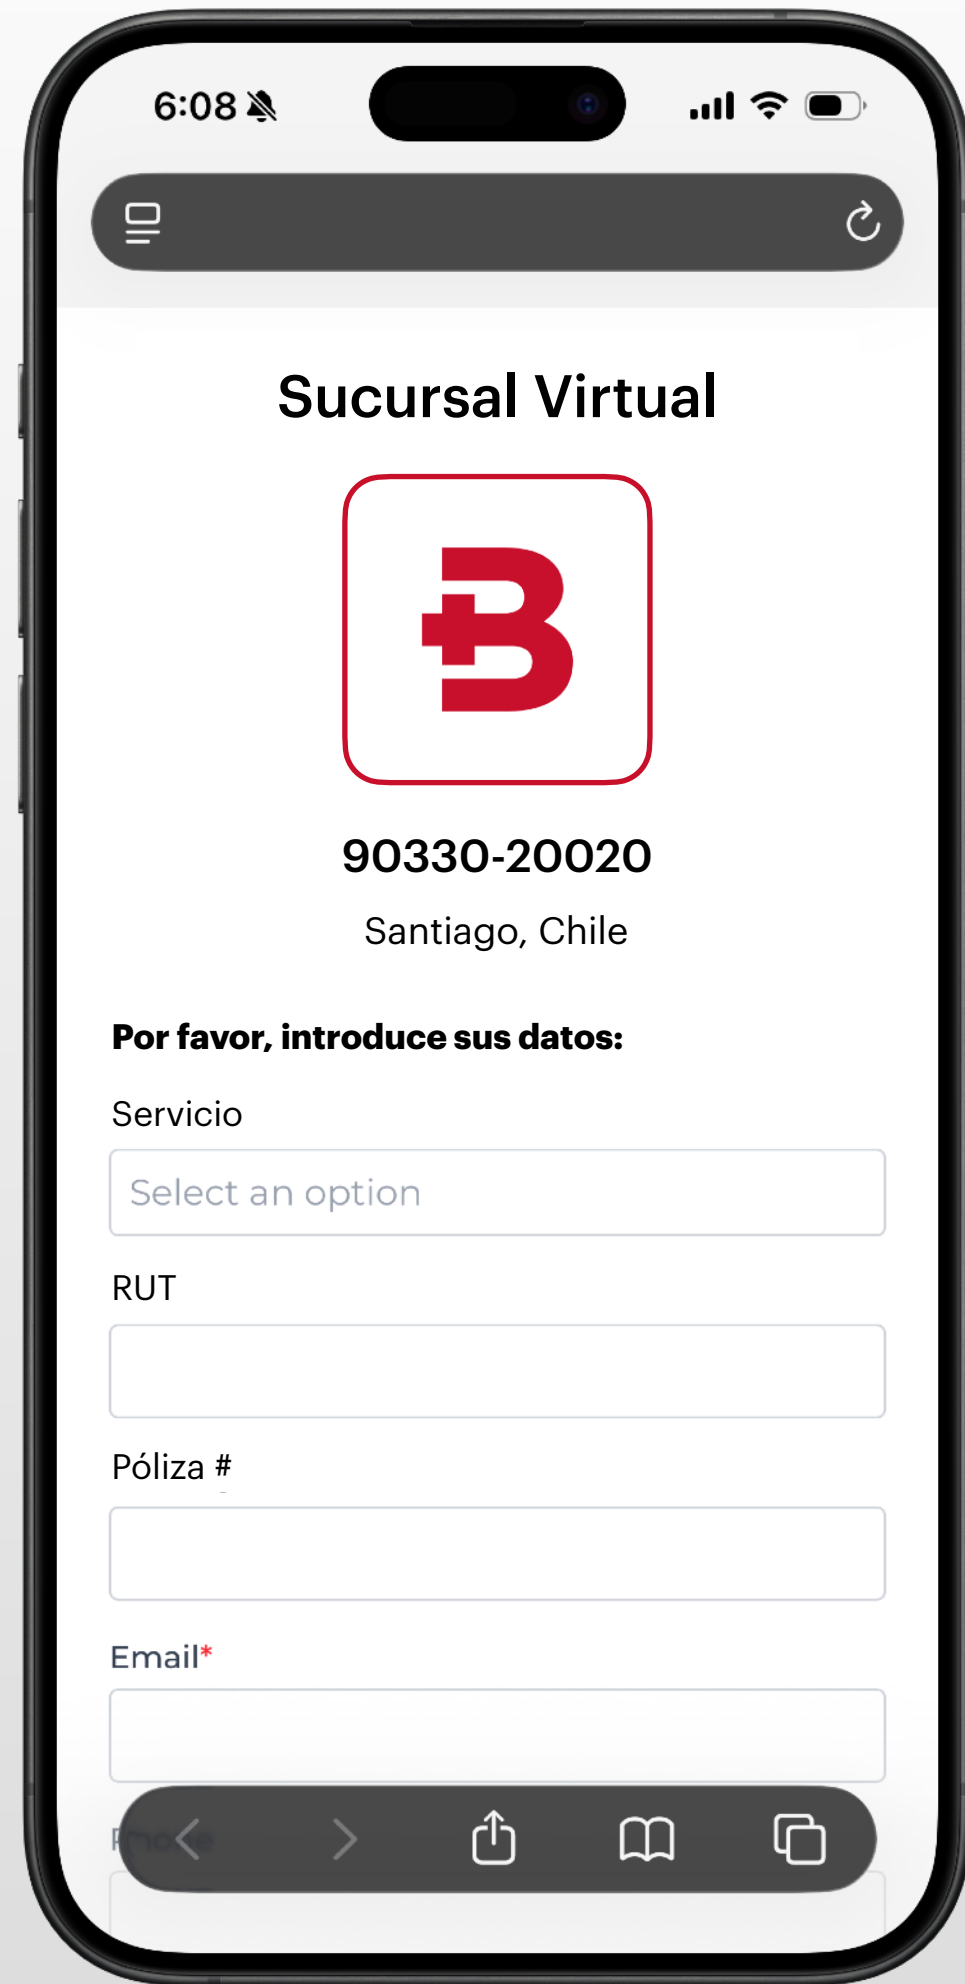 6:08
Sucursal Virtual
B
90330-20020
Santiago, Chile
Por favor, introduce sus datos:
Servicio
Select an option
RUT
Póliza #
Email*
Phone